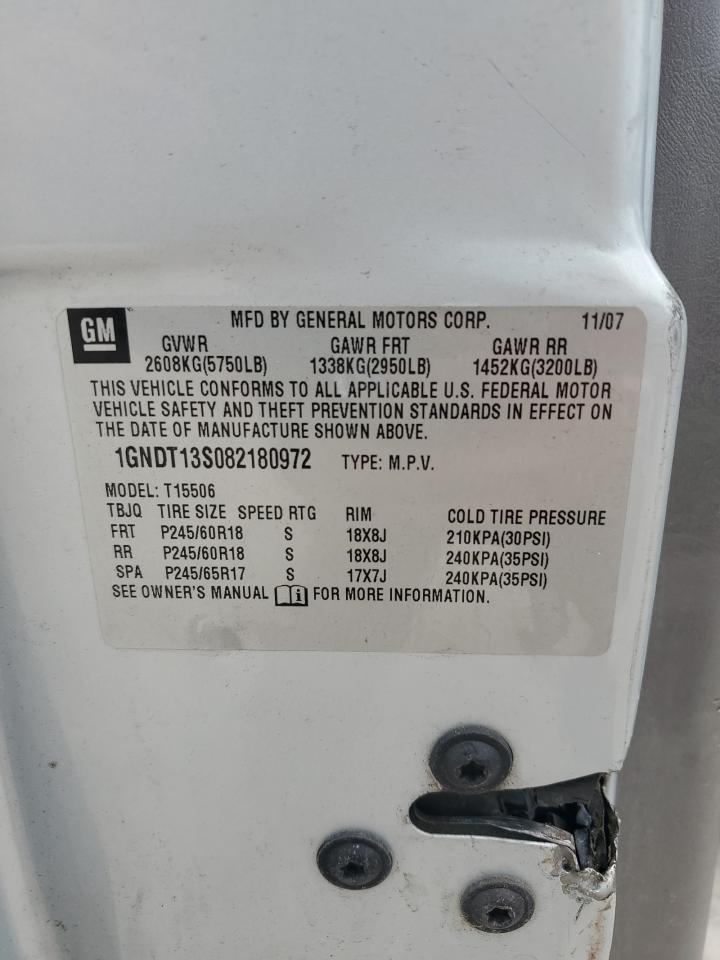 GM MFD BY GENERAL MOTORS CORP. 11/07
GVWR GAWR FRT GAWR RR
2608KG(5750LB) 1338KG(2950LB) 1452KG(3200LB)
THIS VEHICLE CONFORMS TO ALL APPLICABLE U.S. FEDERAL MOTOR
VEHICLE SAFETY AND THEFT PREVENTION STANDARDS IN EFFECT ON
THE DATE OF MANUFACTURE SHOWN ABOVE.
1GNDT13S082180972 TYPE: M.P.V.
MODEL: T15506
TBJQ TIRE SIZE SPEED RTG RIM COLD TIRE PRESSURE
FRT P245/60R18 S 18X8J 210KPA(30PSI)
RR P245/60R18 S 18X8J 240KPA(35PSI)
SPA P245/65R17 S 17X7J 240KPA(35PSI)
SEE OWNER'S MANUAL i FOR MORE INFORMATION.